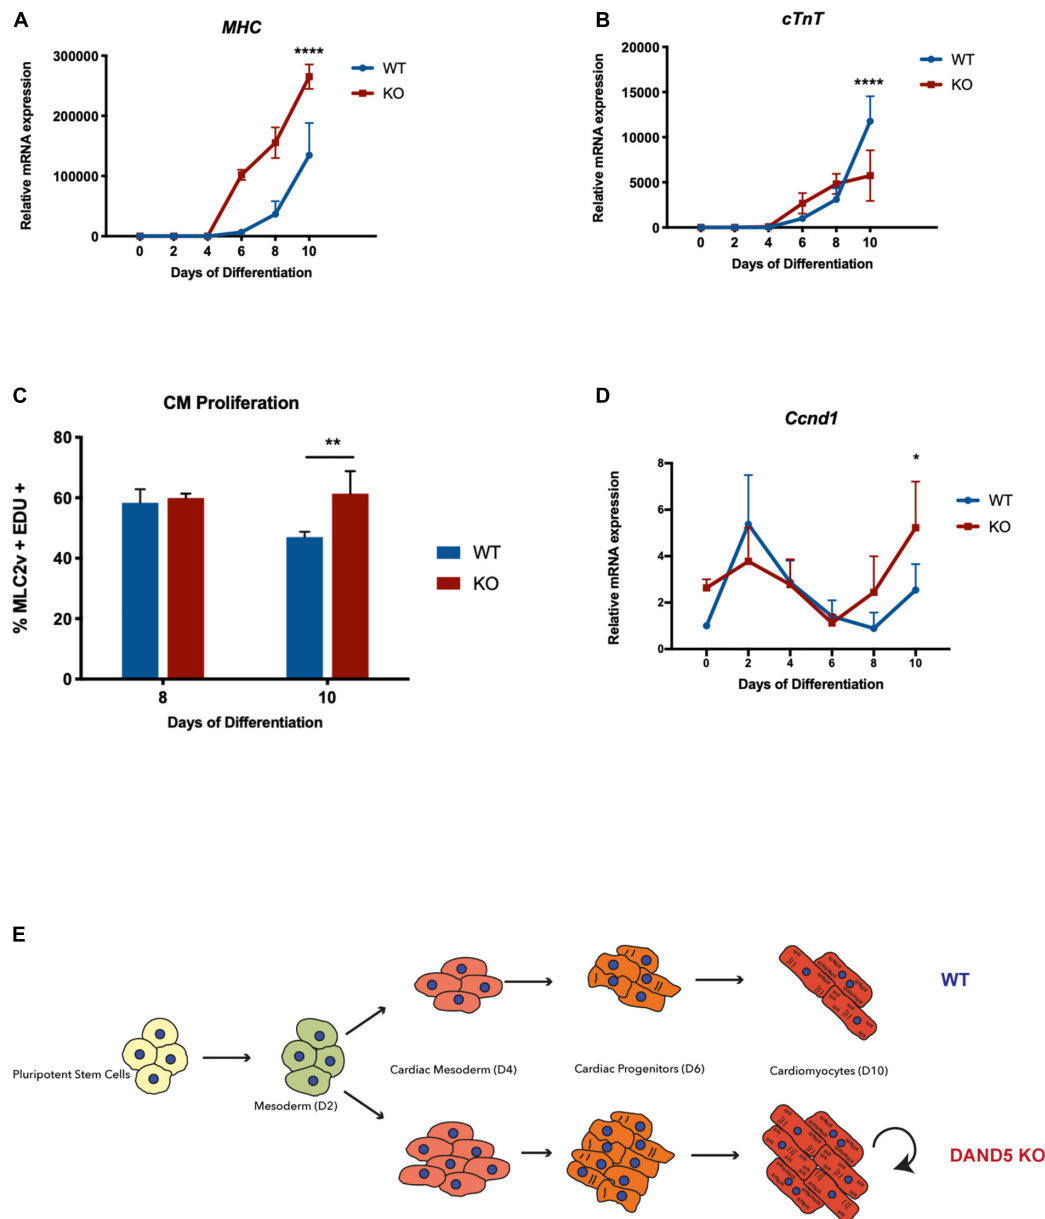 A
MHC
****
300000
200000
100000
0
Relative mRNA expression
0 2 4 6 8 10
Days of Differentiation
WT
KO
B
cTnT
****
20000
15000
10000
5000
0
Relative mRNA expression
0 2 4 6 8 10
Days of Differentiation
WT
KO
C
CM Proliferation
**
80
60
40
20
0
% MLC2v + EDU +
8 10
Days of Differentiation
WT
KO
D
Ccnd1
*
8
6
4
2
0
Relative mRNA expression
0 2 4 6 8 10
Days of Differentiation
WT
KO
E
WT
Pluripotent Stem Cells
Mesoderm (D2)
Cardiac Mesoderm (D4)
Cardiac Progenitors (D6)
Cardiomyocytes (D10)
DAND5 KO